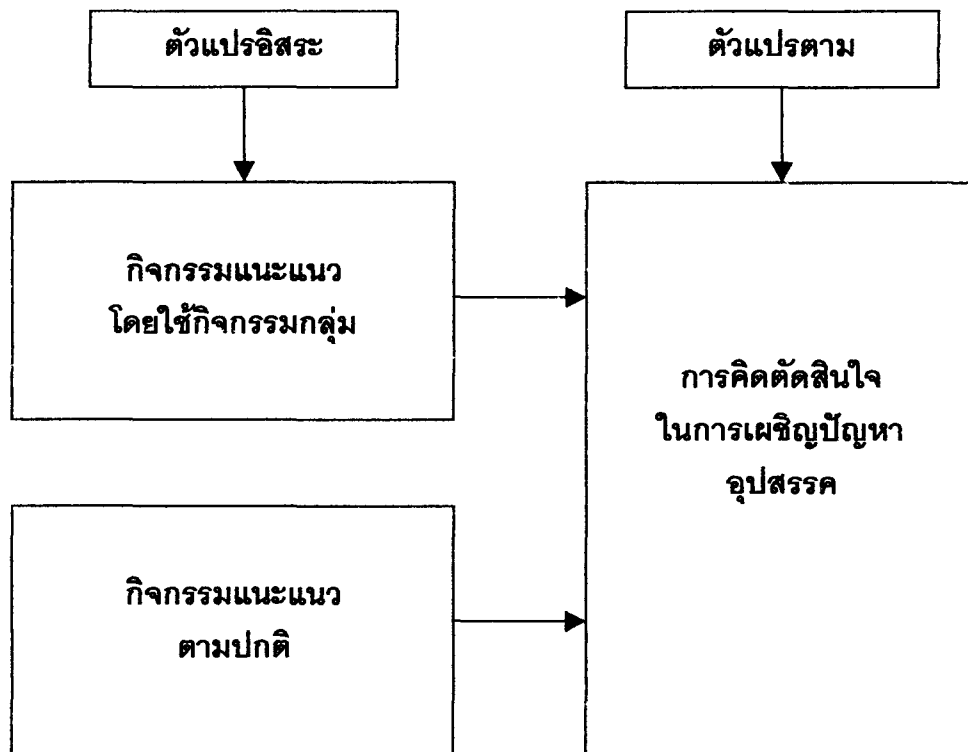 ตัวแปรอิสระ
ตัวแปรตาม
กิจกรรมแนะแนว
โดยใช้กิจกรรมกลุ่ม
การคิดตัดสินใจ
ในการเผชิญปัญหา
อุปสรรค
กิจกรรมแนะแนว
ตามปกติ